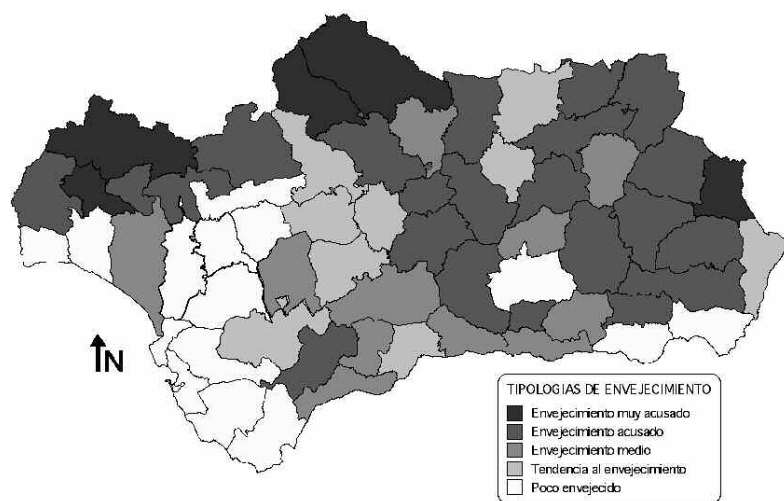 N
TIPOLOGIAS DE ENVEJECIMIENTO
Envejecimiento muy acusado
Envejecimiento acusado
Envejecimiento medio
Tendencia al envejecimiento
Poco envejecido